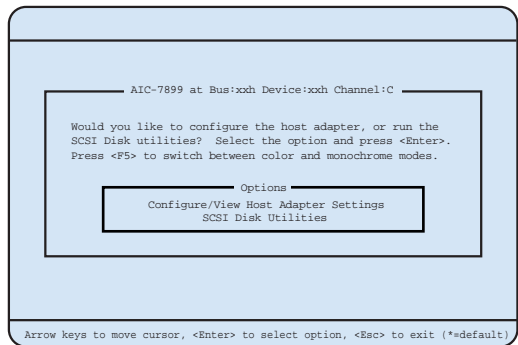 AIC-7899 at Bus:xxh Device:xxh Channel:C
Would you like to configure the host adapter, or run the
SCSI Disk utilities? Select the option and press <Enter>.
Press <F5> to switch between color and monochrome modes.
Options
Configure/View Host Adapter Settings
SCSI Disk Utilities
Arrow keys to move cursor, <Enter> to select option, <Esc> to exit (*=default)